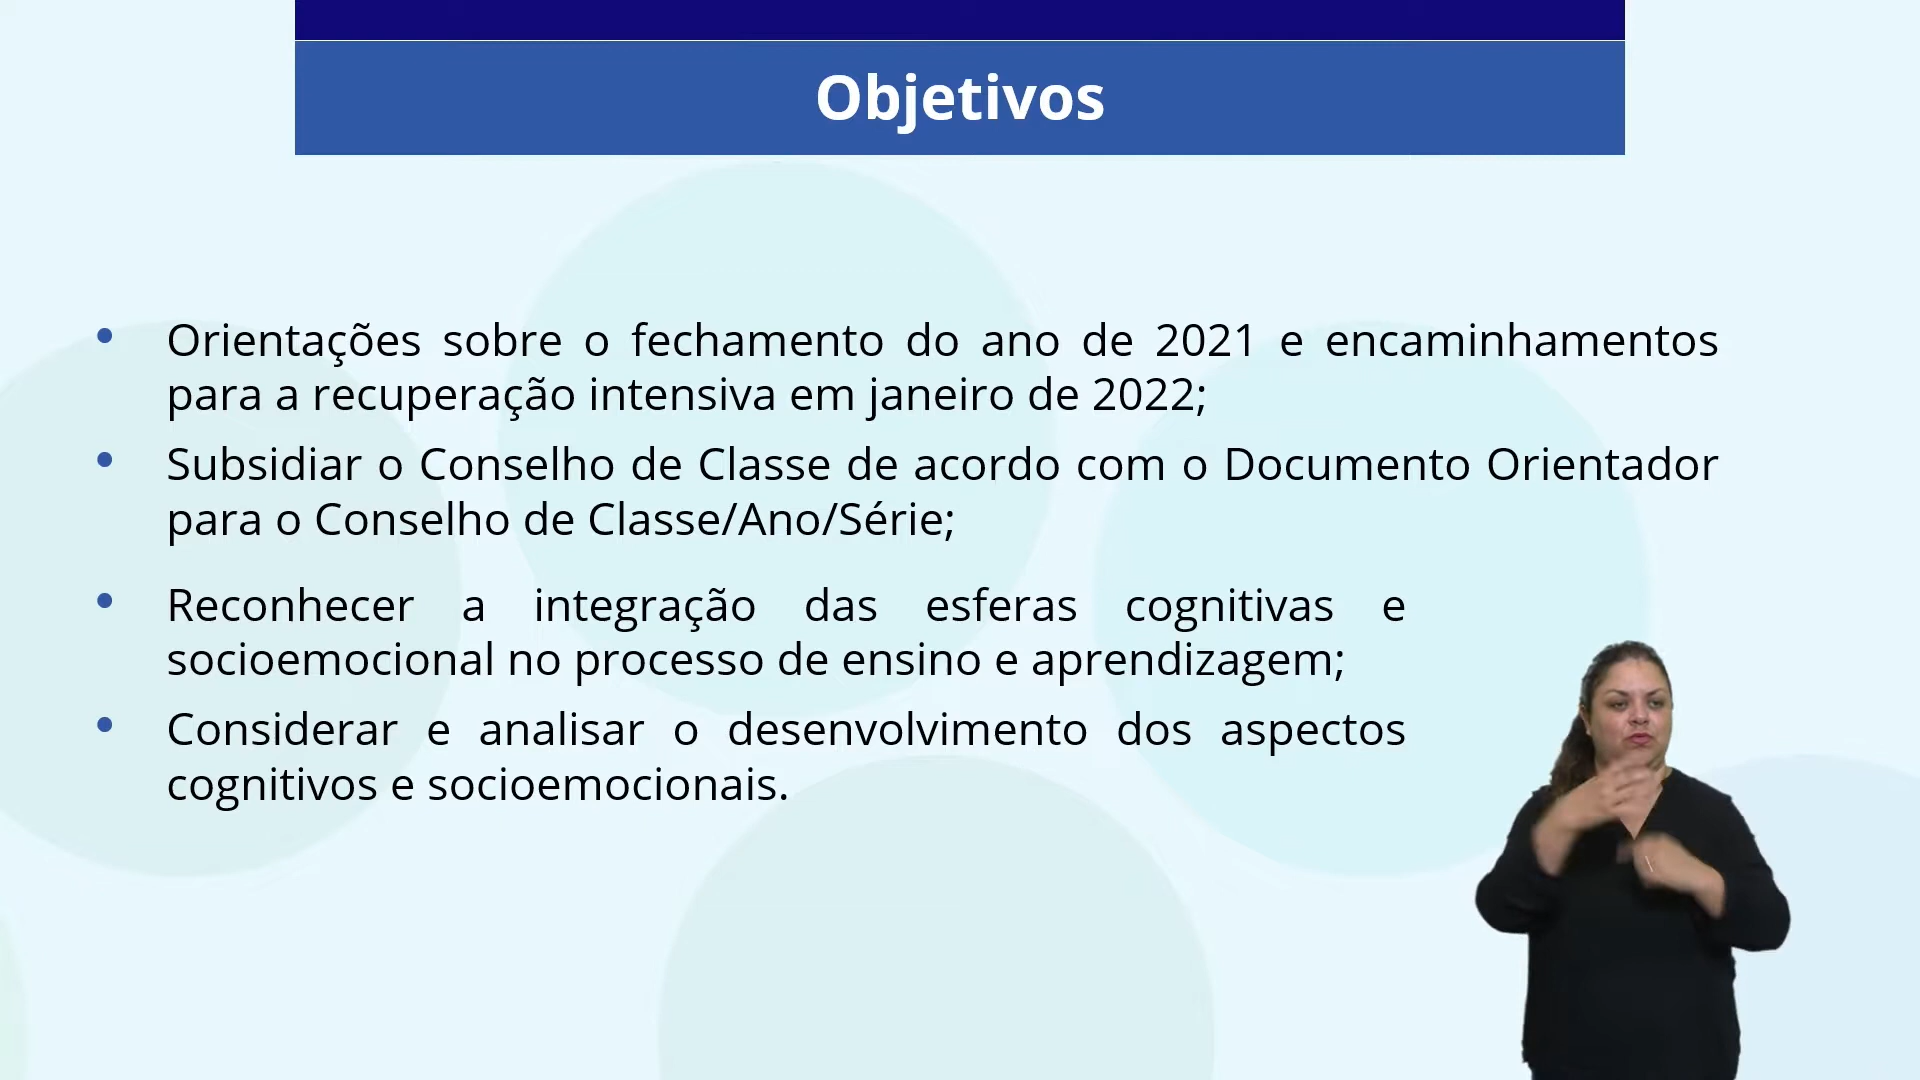 Objetivos
Orientações sobre o fechamento do ano de 2021 e encaminhamentos
para a recuperação intensiva em janeiro de 2022;
Subsidiar o Conselho de Classe de acordo com o Documento Orientador
para o Conselho de Classe/Ano/Série;
Reconhecer a integração das esferas cognitivas e
socioemocional no processo de ensino e aprendizagem;
Considerar e analisar o desenvolvimento dos aspectos
cognitivos e socioemocionais.